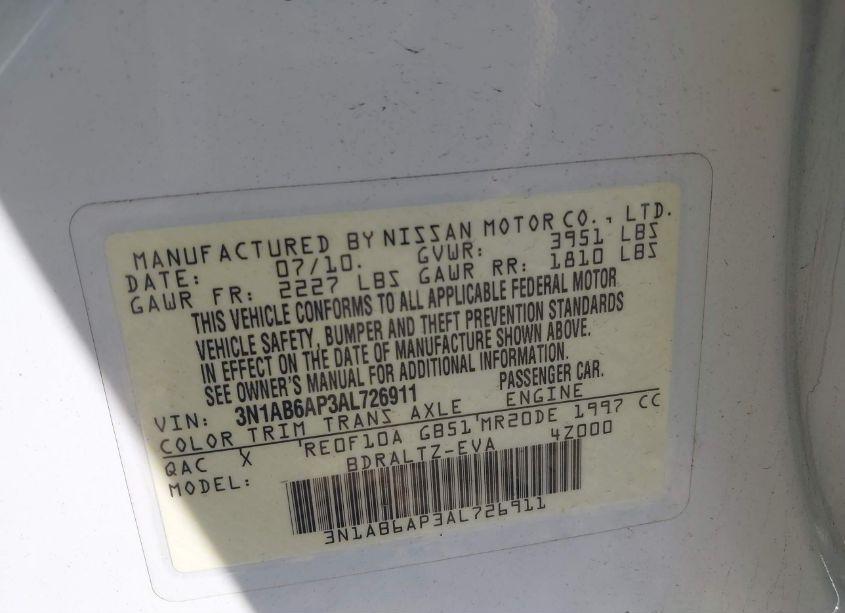 MANUFACTURED BY NISSAN MOTOR CO., LTD.
DATE: 07/10. GVWR: 3951 LBS
GAWR FR: 2227 LBS GAWR RR: 1810 LBS
THIS VEHICLE CONFORMS TO ALL APPLICABLE FEDERAL MOTOR
VEHICLE SAFETY, BUMPER AND THEFT PREVENTION STANDARDS
IN EFFECT ON THE DATE OF MANUFACTURE SHOWN ABOVE.
SEE OWNER'S MANUAL FOR ADDITIONAL INFORMATION.
VIN: 3N1AB6AP3AL726911 PASSENGER CAR.
COLOR TRIM TRANS AXLE ENGINE
QAC X 'RE0F10A GB51'MR20DE 1997 CC
MODEL: BDRALTZ-EVA 4Z000
3N1AB6AP3AL726911